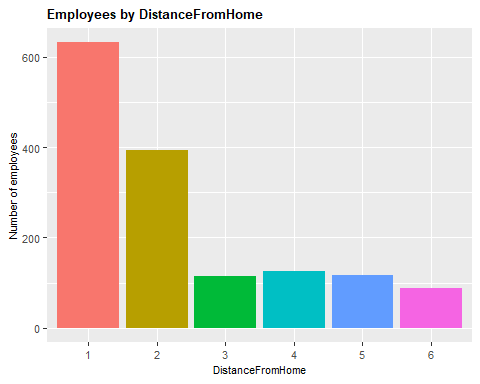 Employees by DistanceFromHome
Number of employees
600
400
200
0
1 2 3 4 5 6
DistanceFromHome